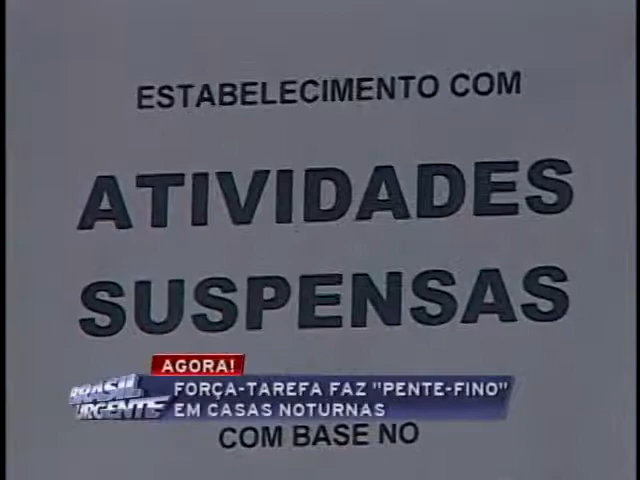 ESTABELECIMENTO COM
ATIVIDADES
SUSPENSAS
AGORA!
BRASIL
URGENTE
FORÇA-TAREFA FAZ "PENTE-FINO"
EM CASAS NOTURNAS
COM BASE NO